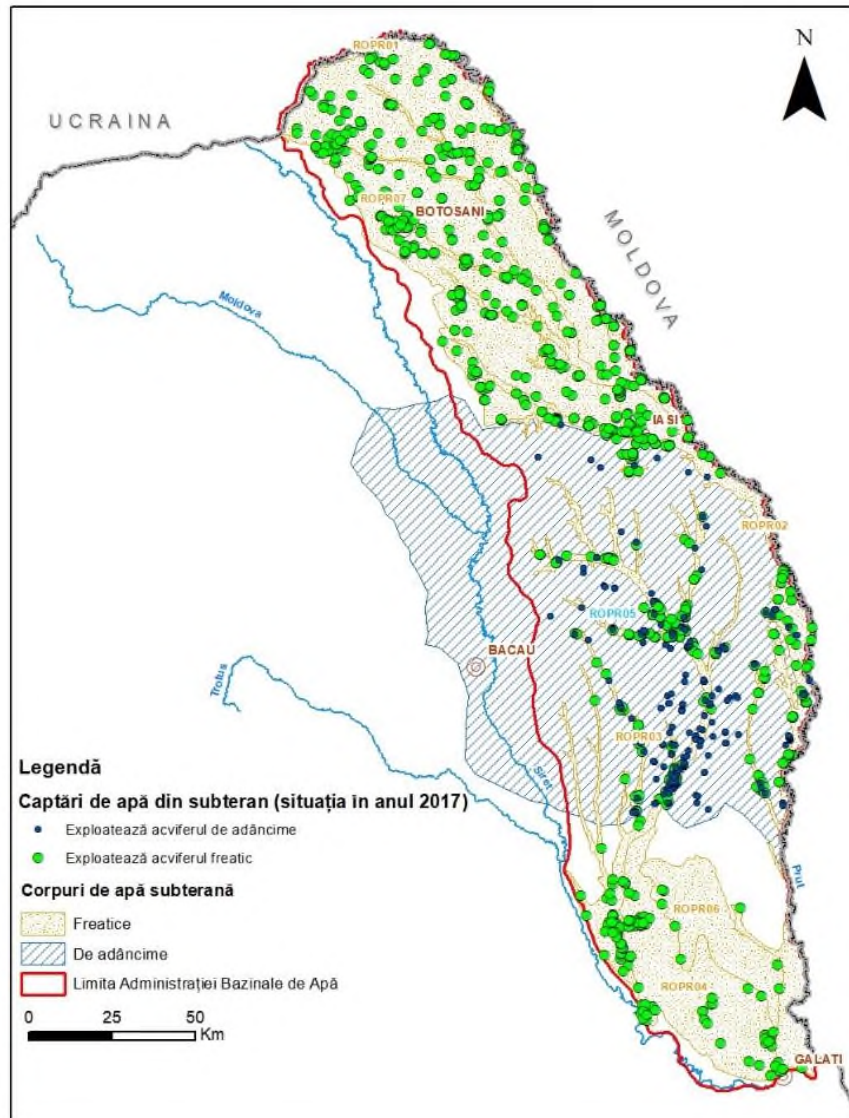 ROPR01
N
UCRAINA
ROPR07
BOTOSANI
MOLDOVA
Moldova
IASI
ROPR02
ROPR05
BACAU
Trotus
ROPR03
Siret
Prut
ROPR06
ROPR04
GALATI
Legendă
Captări de apă din subteran (situația în anul 2017)
Exploatează acviferul de adâncime
Exploatează acviferul freatic
Corpuri de apă subterană
Freatice
De adâncime
Limita Administrației Bazinale de Apă
0 25 50
Km